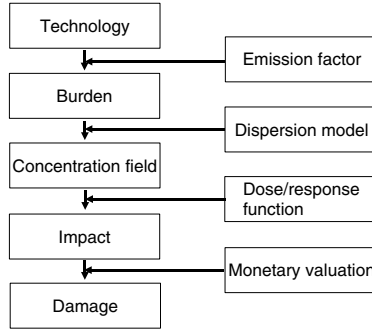 Technology
Emission factor
Burden
Dispersion model
Concentration field
Dose/response
function
Impact
Monetary valuation
Damage